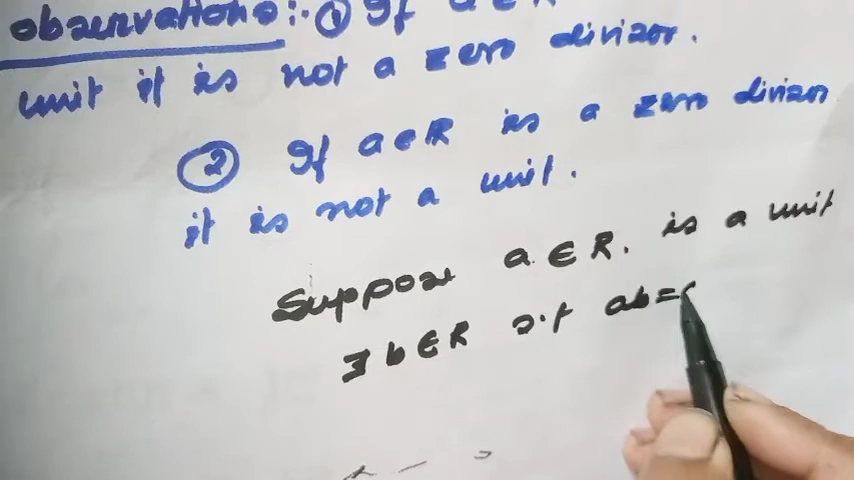 observations:. ① If a ∈ R
unit it is not a zero divisor.
② If a ∈ R is a zero divisor
it is not a unit.
Suppose a ∈ R. is a unit
∃ b ∈ R s.t ab=